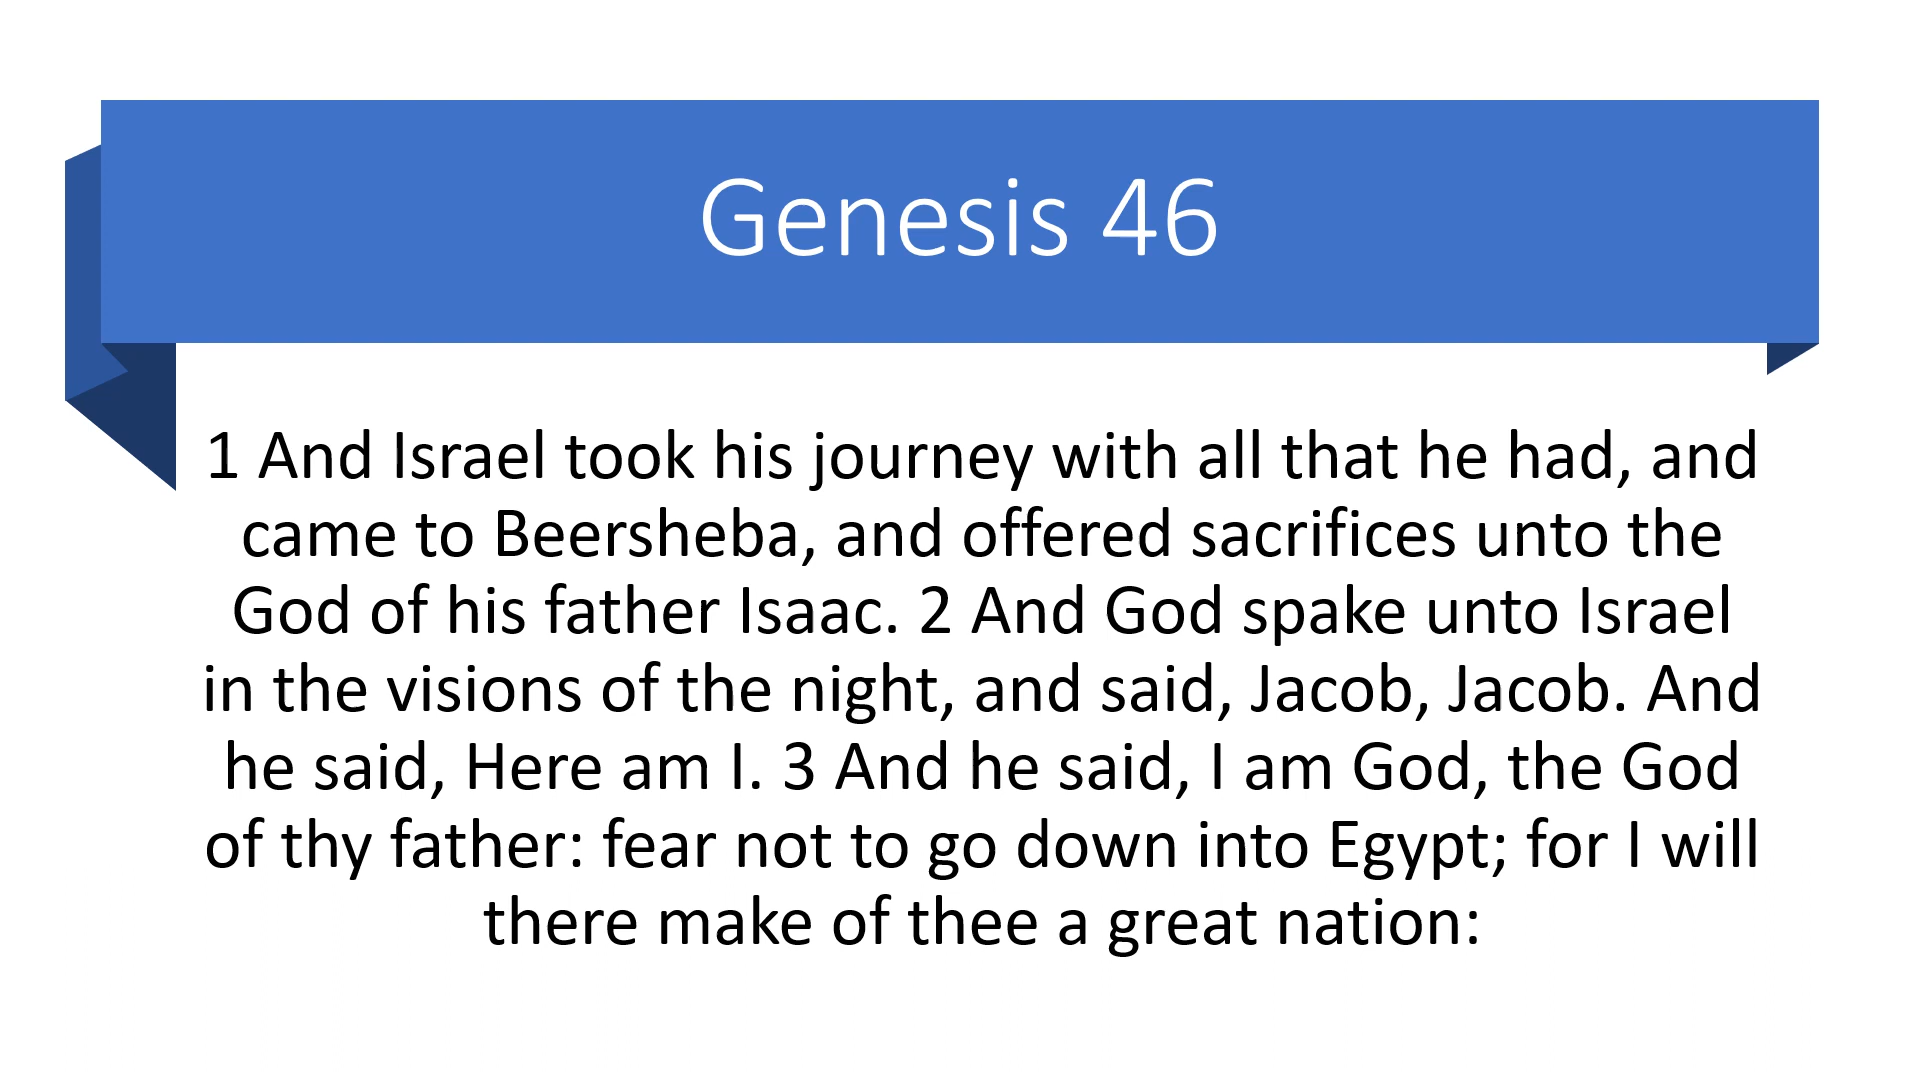 Genesis 46
1 And Israel took his journey with all that he had, and
came to Beersheba, and offered sacrifices unto the
God of his father Isaac. 2 And God spake unto Israel
in the visions of the night, and said, Jacob, Jacob. And
he said, Here am I. 3 And he said, I am God, the God
of thy father: fear not to go down into Egypt; for I will
there make of thee a great nation: